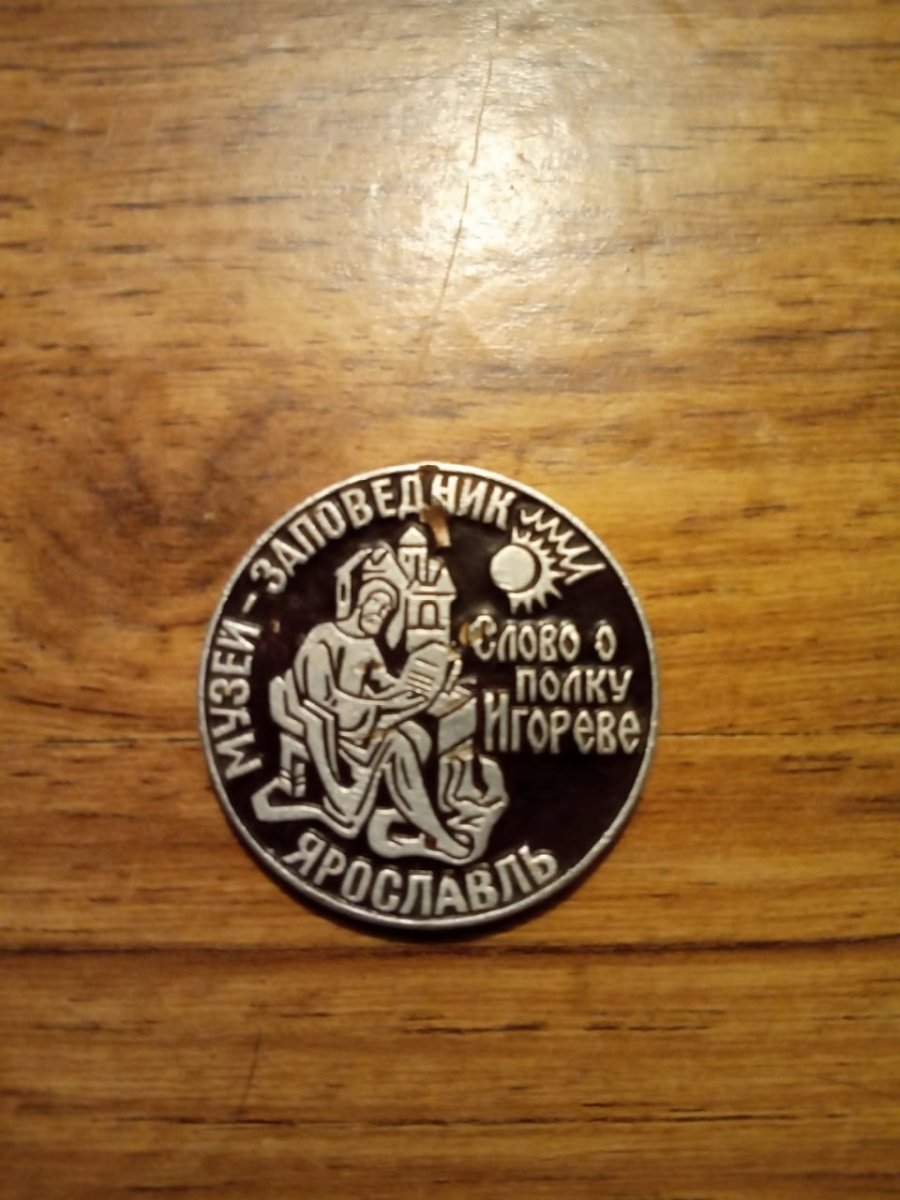 МУЗЕЙ-ЗАПОВЕДНИК
Слово о
полку
Игореве
ЯРОСЛАВЛЬ